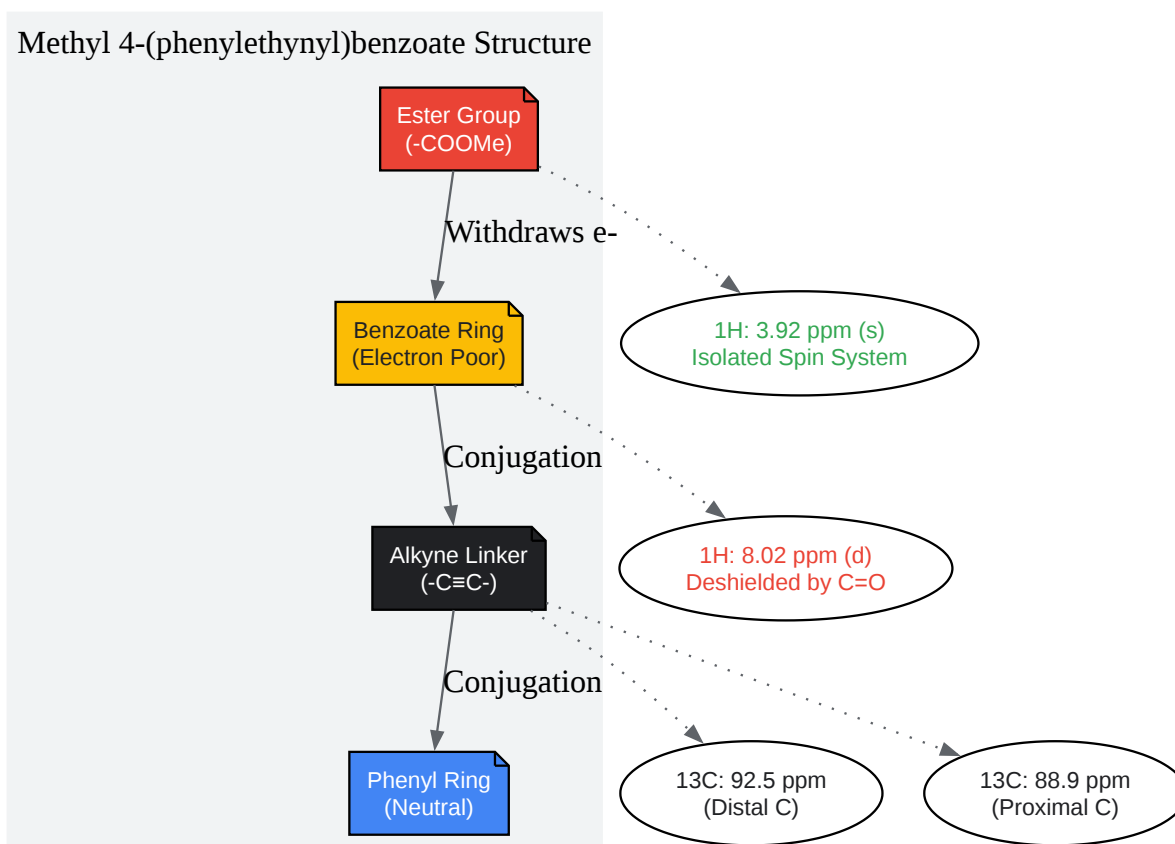 Methyl 4-(phenylethynyl)benzoate Structure
Ester Group
(-COOMe)
Withdraws e-
Benzoate Ring
(Electron Poor)
1H: 3.92 ppm (s)
Isolated Spin System
Conjugation
Alkyne Linker
(-C≡C-)
1H: 8.02 ppm (d)
Deshielded by C=O
Conjugation
Phenyl Ring
(Neutral)
13C: 92.5 ppm
(Distal C)
13C: 88.9 ppm
(Proximal C)